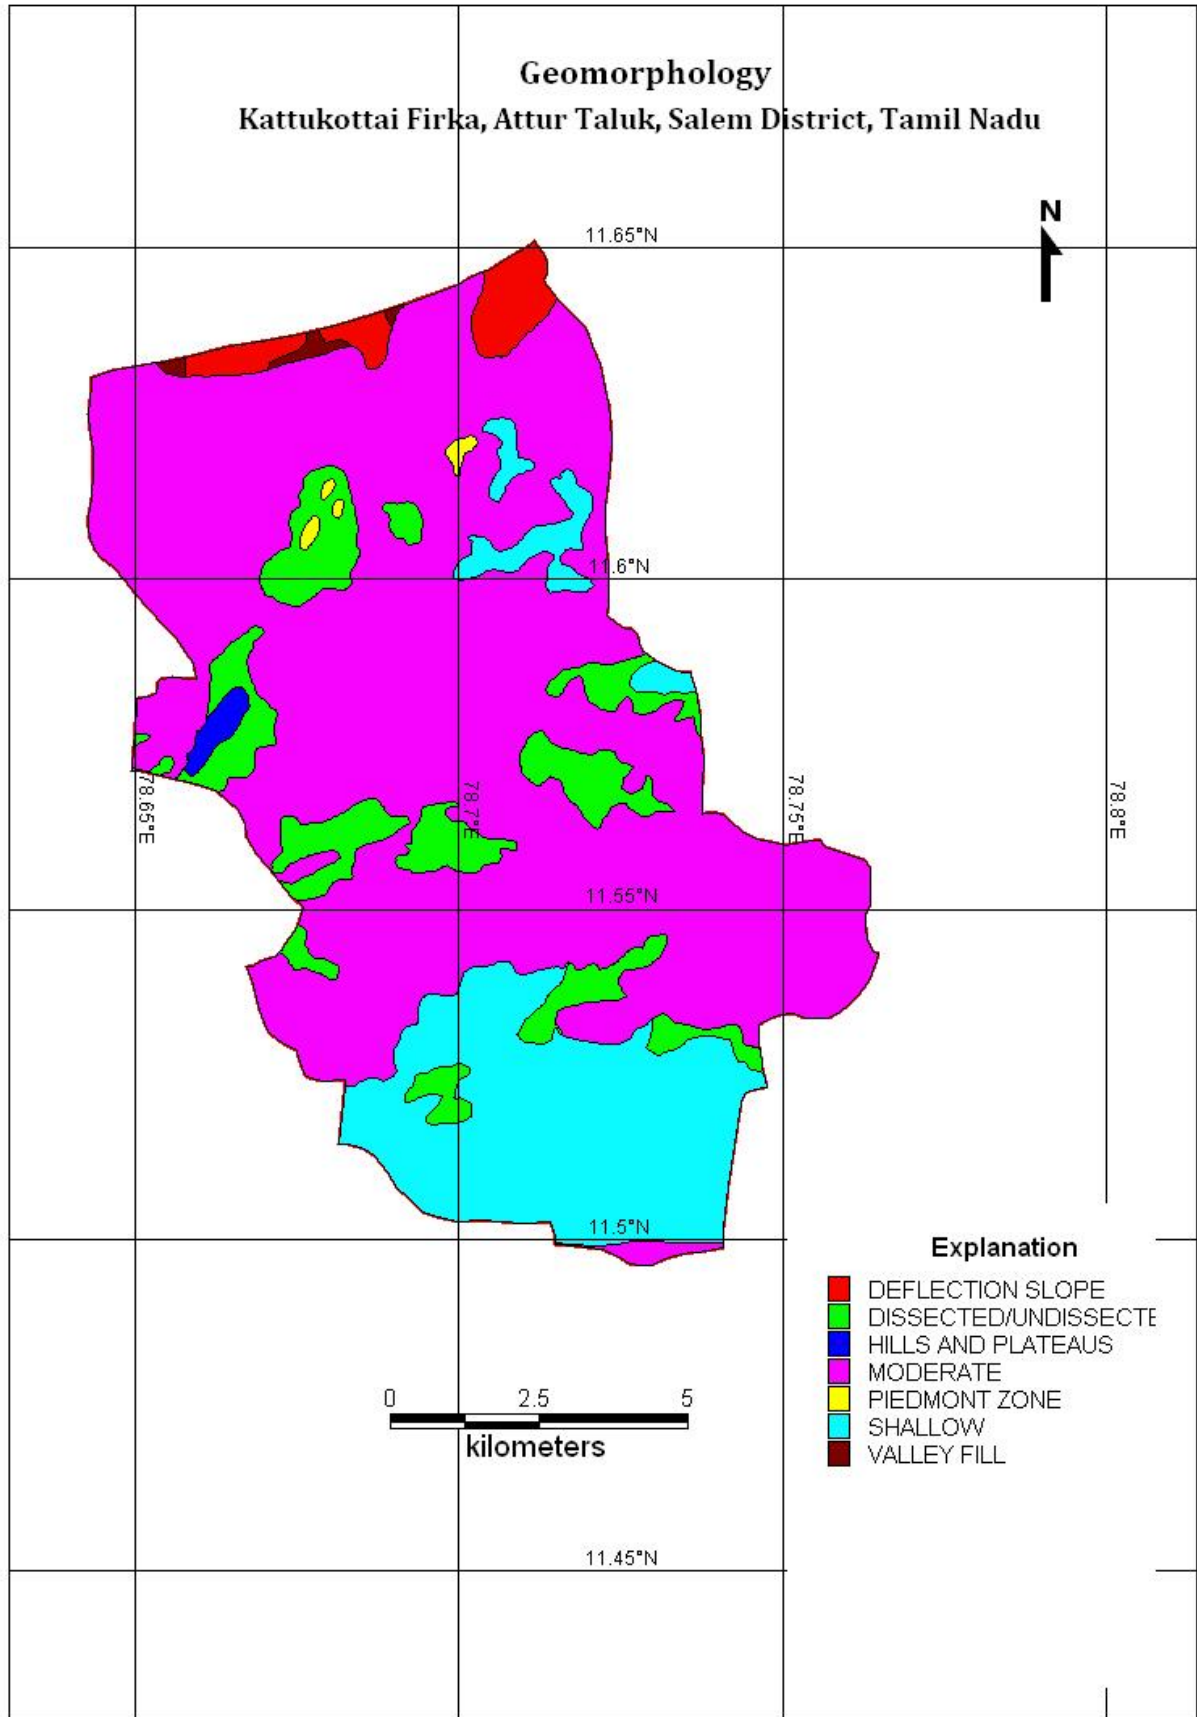 Geomorphology
Kattukottai Firka, Attur Taluk, Salem District, Tamil Nadu
N
11.65°N
11.6°N
78.65°E
78.7°E
78.75°E
78.8°E
11.55°N
11.5°N
Explanation
DEFLECTION SLOPE
DISSECTED/UNDISSECTE
HILLS AND PLATEAUS
MODERATE
PIEDMONT ZONE
SHALLOW
VALLEY FILL
0 2.5 5
kilometers
11.45°N